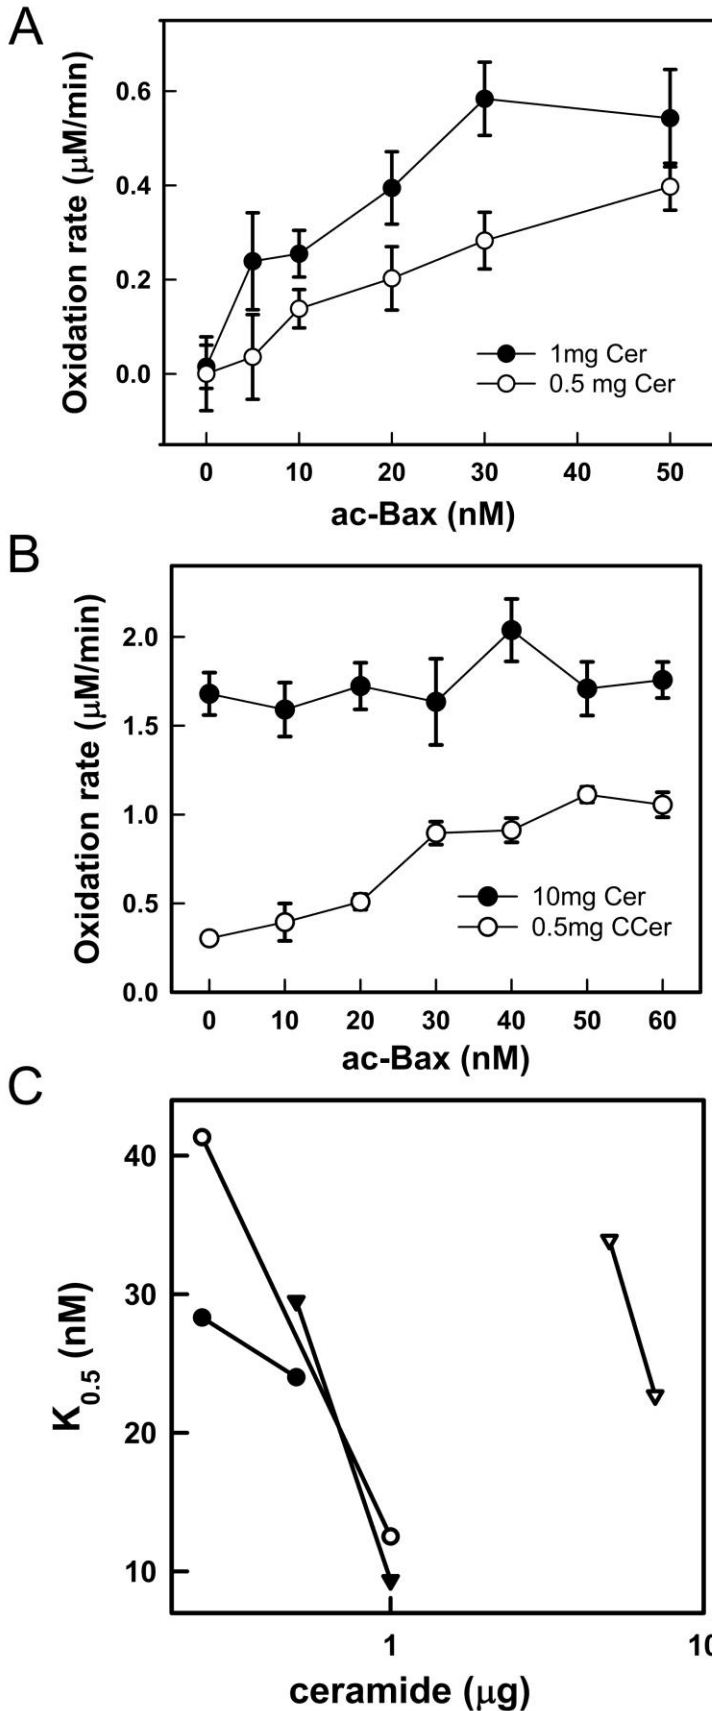 A
Oxidation rate (μM/min)
0.6
0.4
0.2
0.0
1mg Cer
0.5 mg Cer
0 10 20 30 40 50
ac-Bax (nM)
B
Oxidation rate (μM/min)
2.0
1.5
1.0
0.5
0.0
10mg Cer
0.5mg CCer
0 10 20 30 40 50 60
ac-Bax (nM)
C
K0.5 (nM)
40
30
20
10
1 10
ceramide (μg)